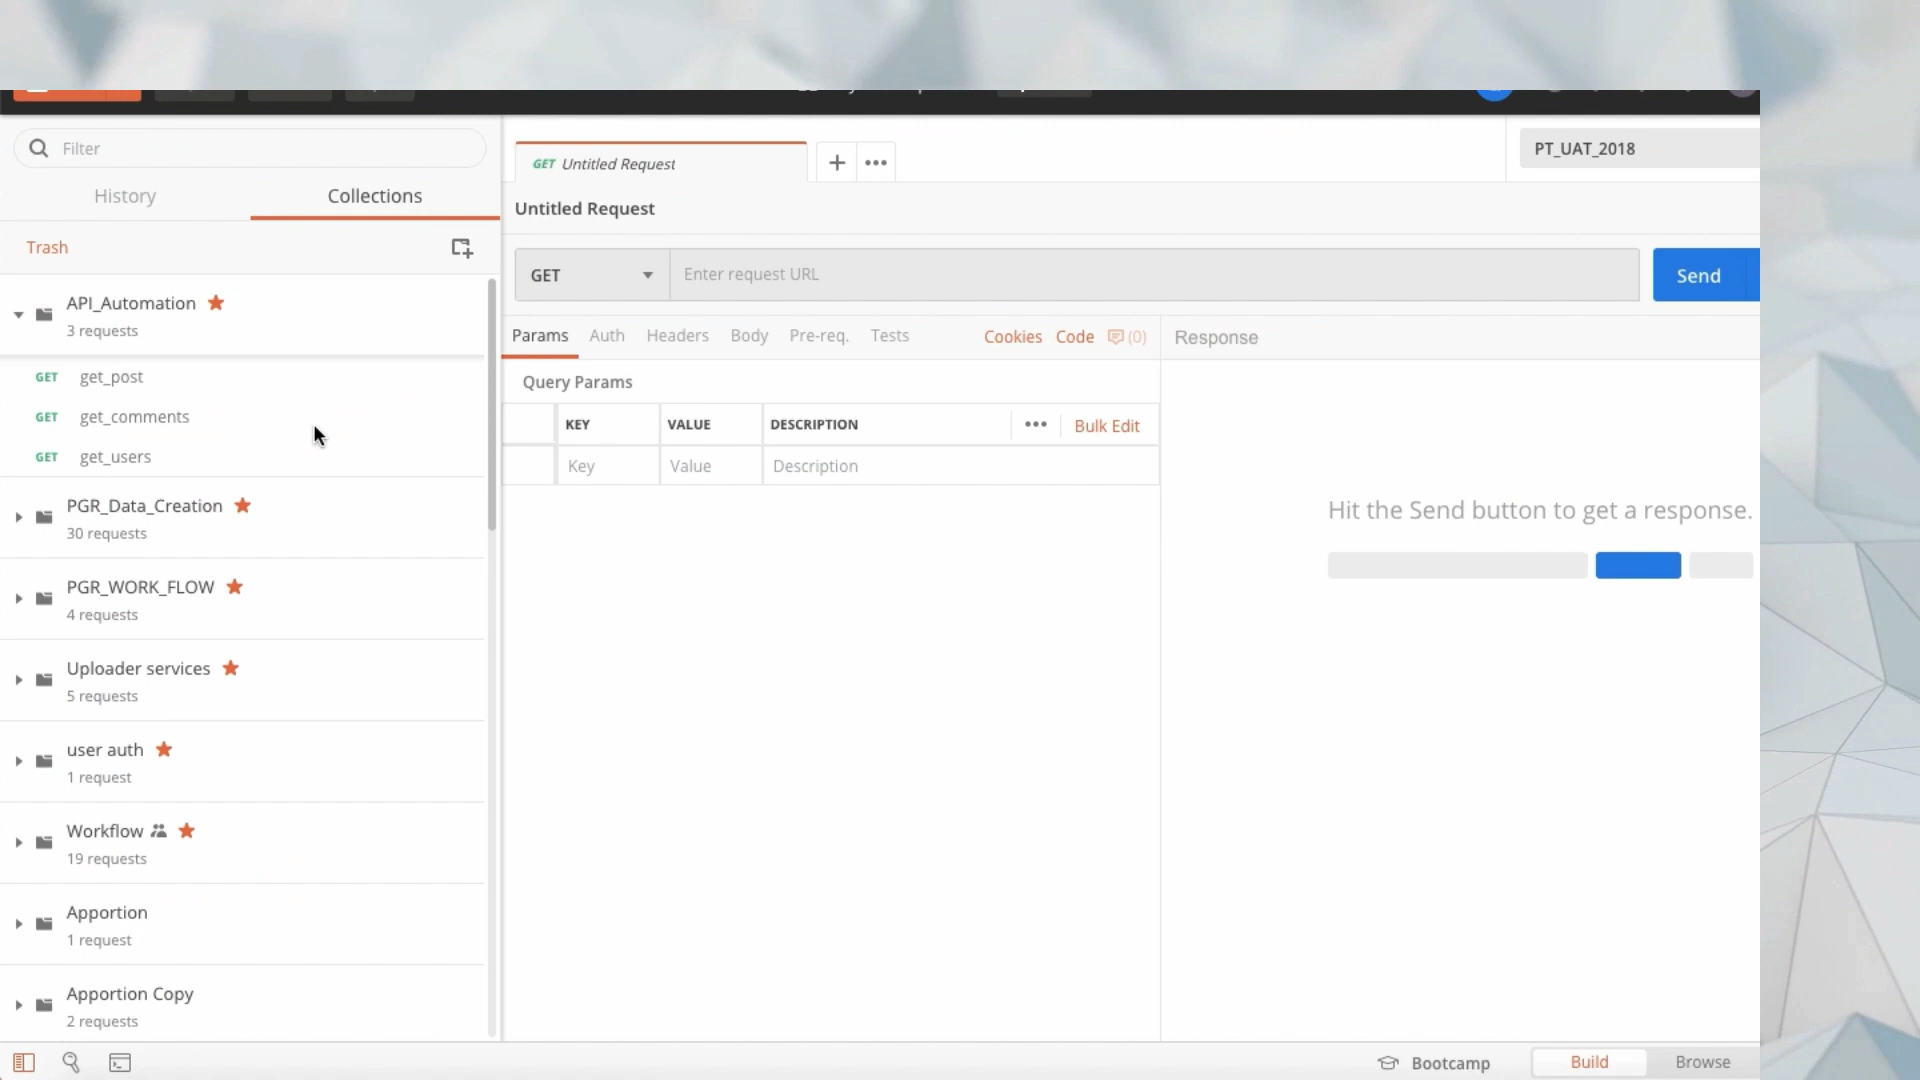 Filter
History
Collections
Trash
API_Automation
3 requests
GET get_post
GET get_comments
GET get_users
PGR_Data_Creation
30 requests
PGR_WORK_FLOW
4 requests
Uploader services
5 requests
user auth
1 request
Workflow
19 requests
Apportion
1 request
Apportion Copy
2 requests
GET Untitled Request
PT_UAT_2018
Untitled Request
GET
Enter request URL
Send
Params Auth Headers Body Pre-req. Tests
Cookies Code (0)
Response
Query Params
KEY VALUE DESCRIPTION
Bulk Edit
Key Value Description
Hit the Send button to get a response.
Bootcamp
Build
Browse